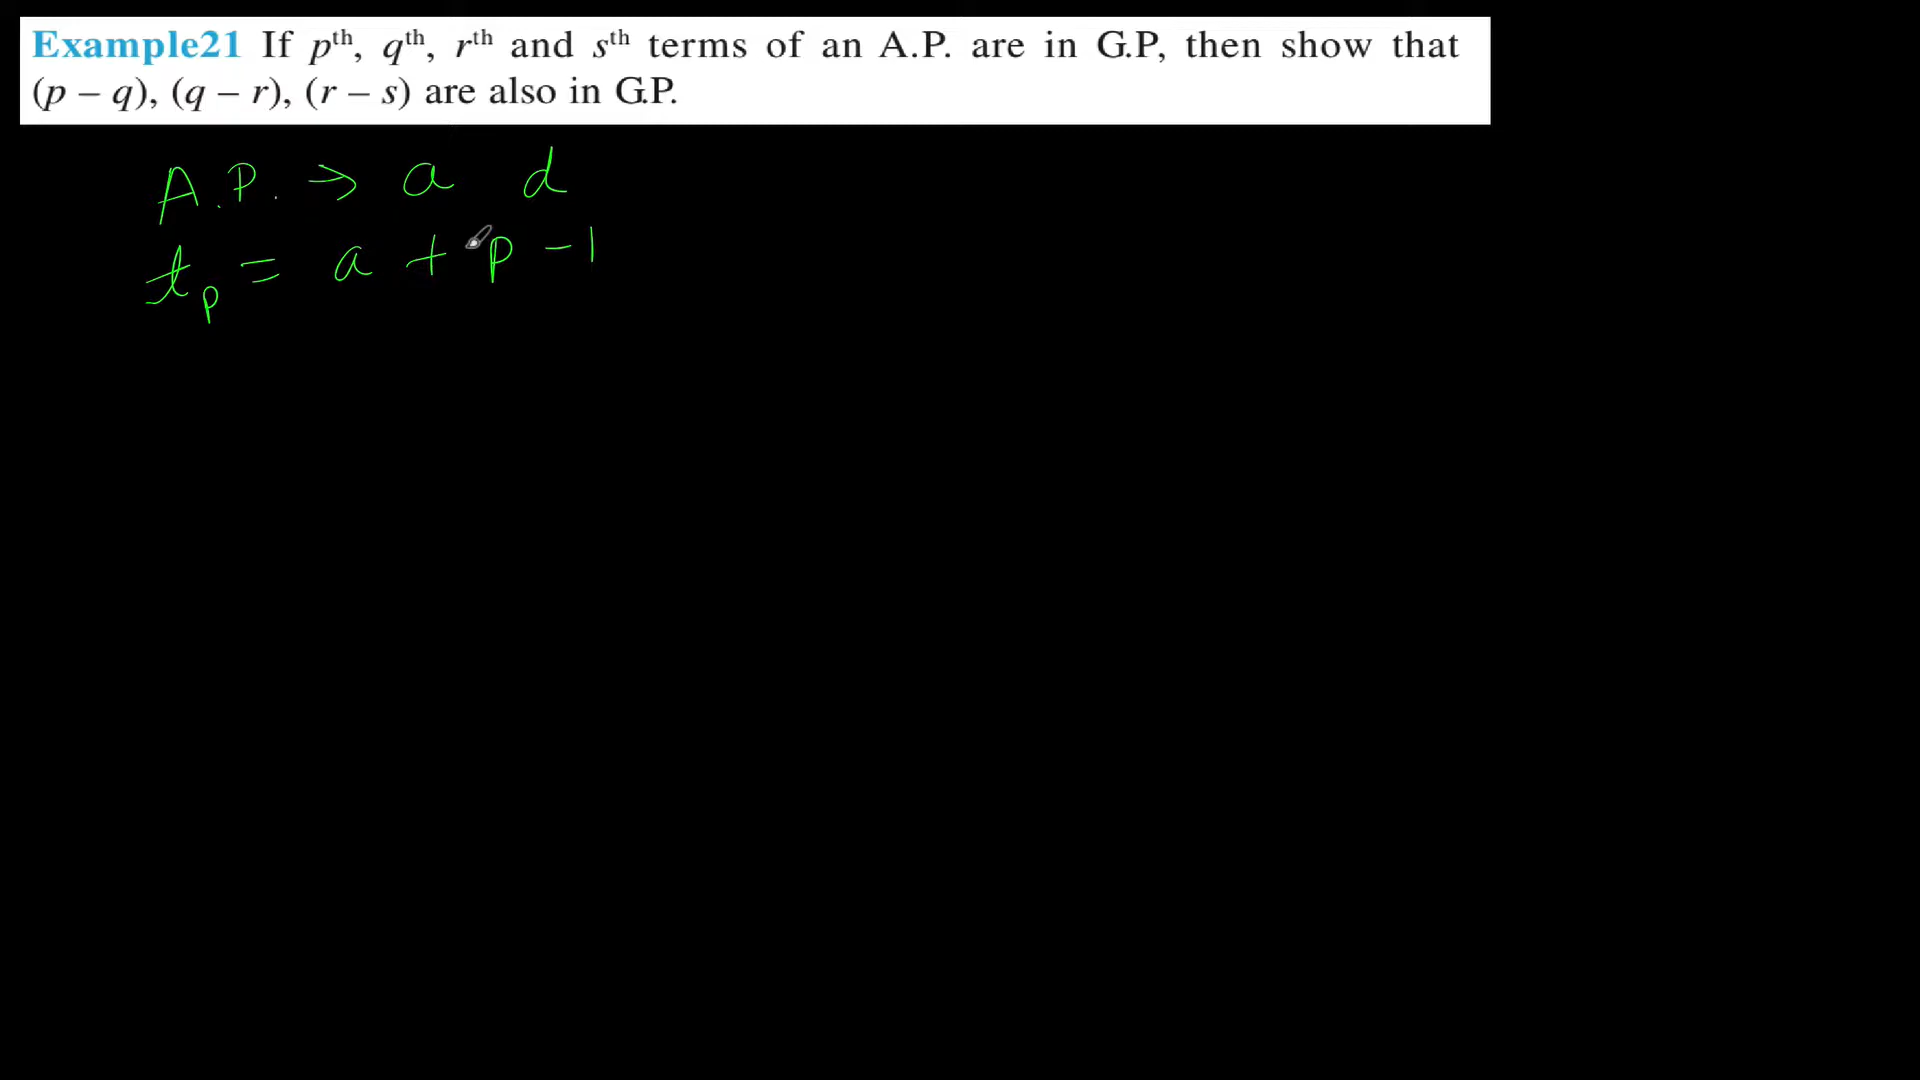 Example21 If pth, qth, rth and sth terms of an A.P. are in G.P, then show that
(p – q), (q – r), (r – s) are also in G.P.
A.P. → a d
tp = a + p - 1